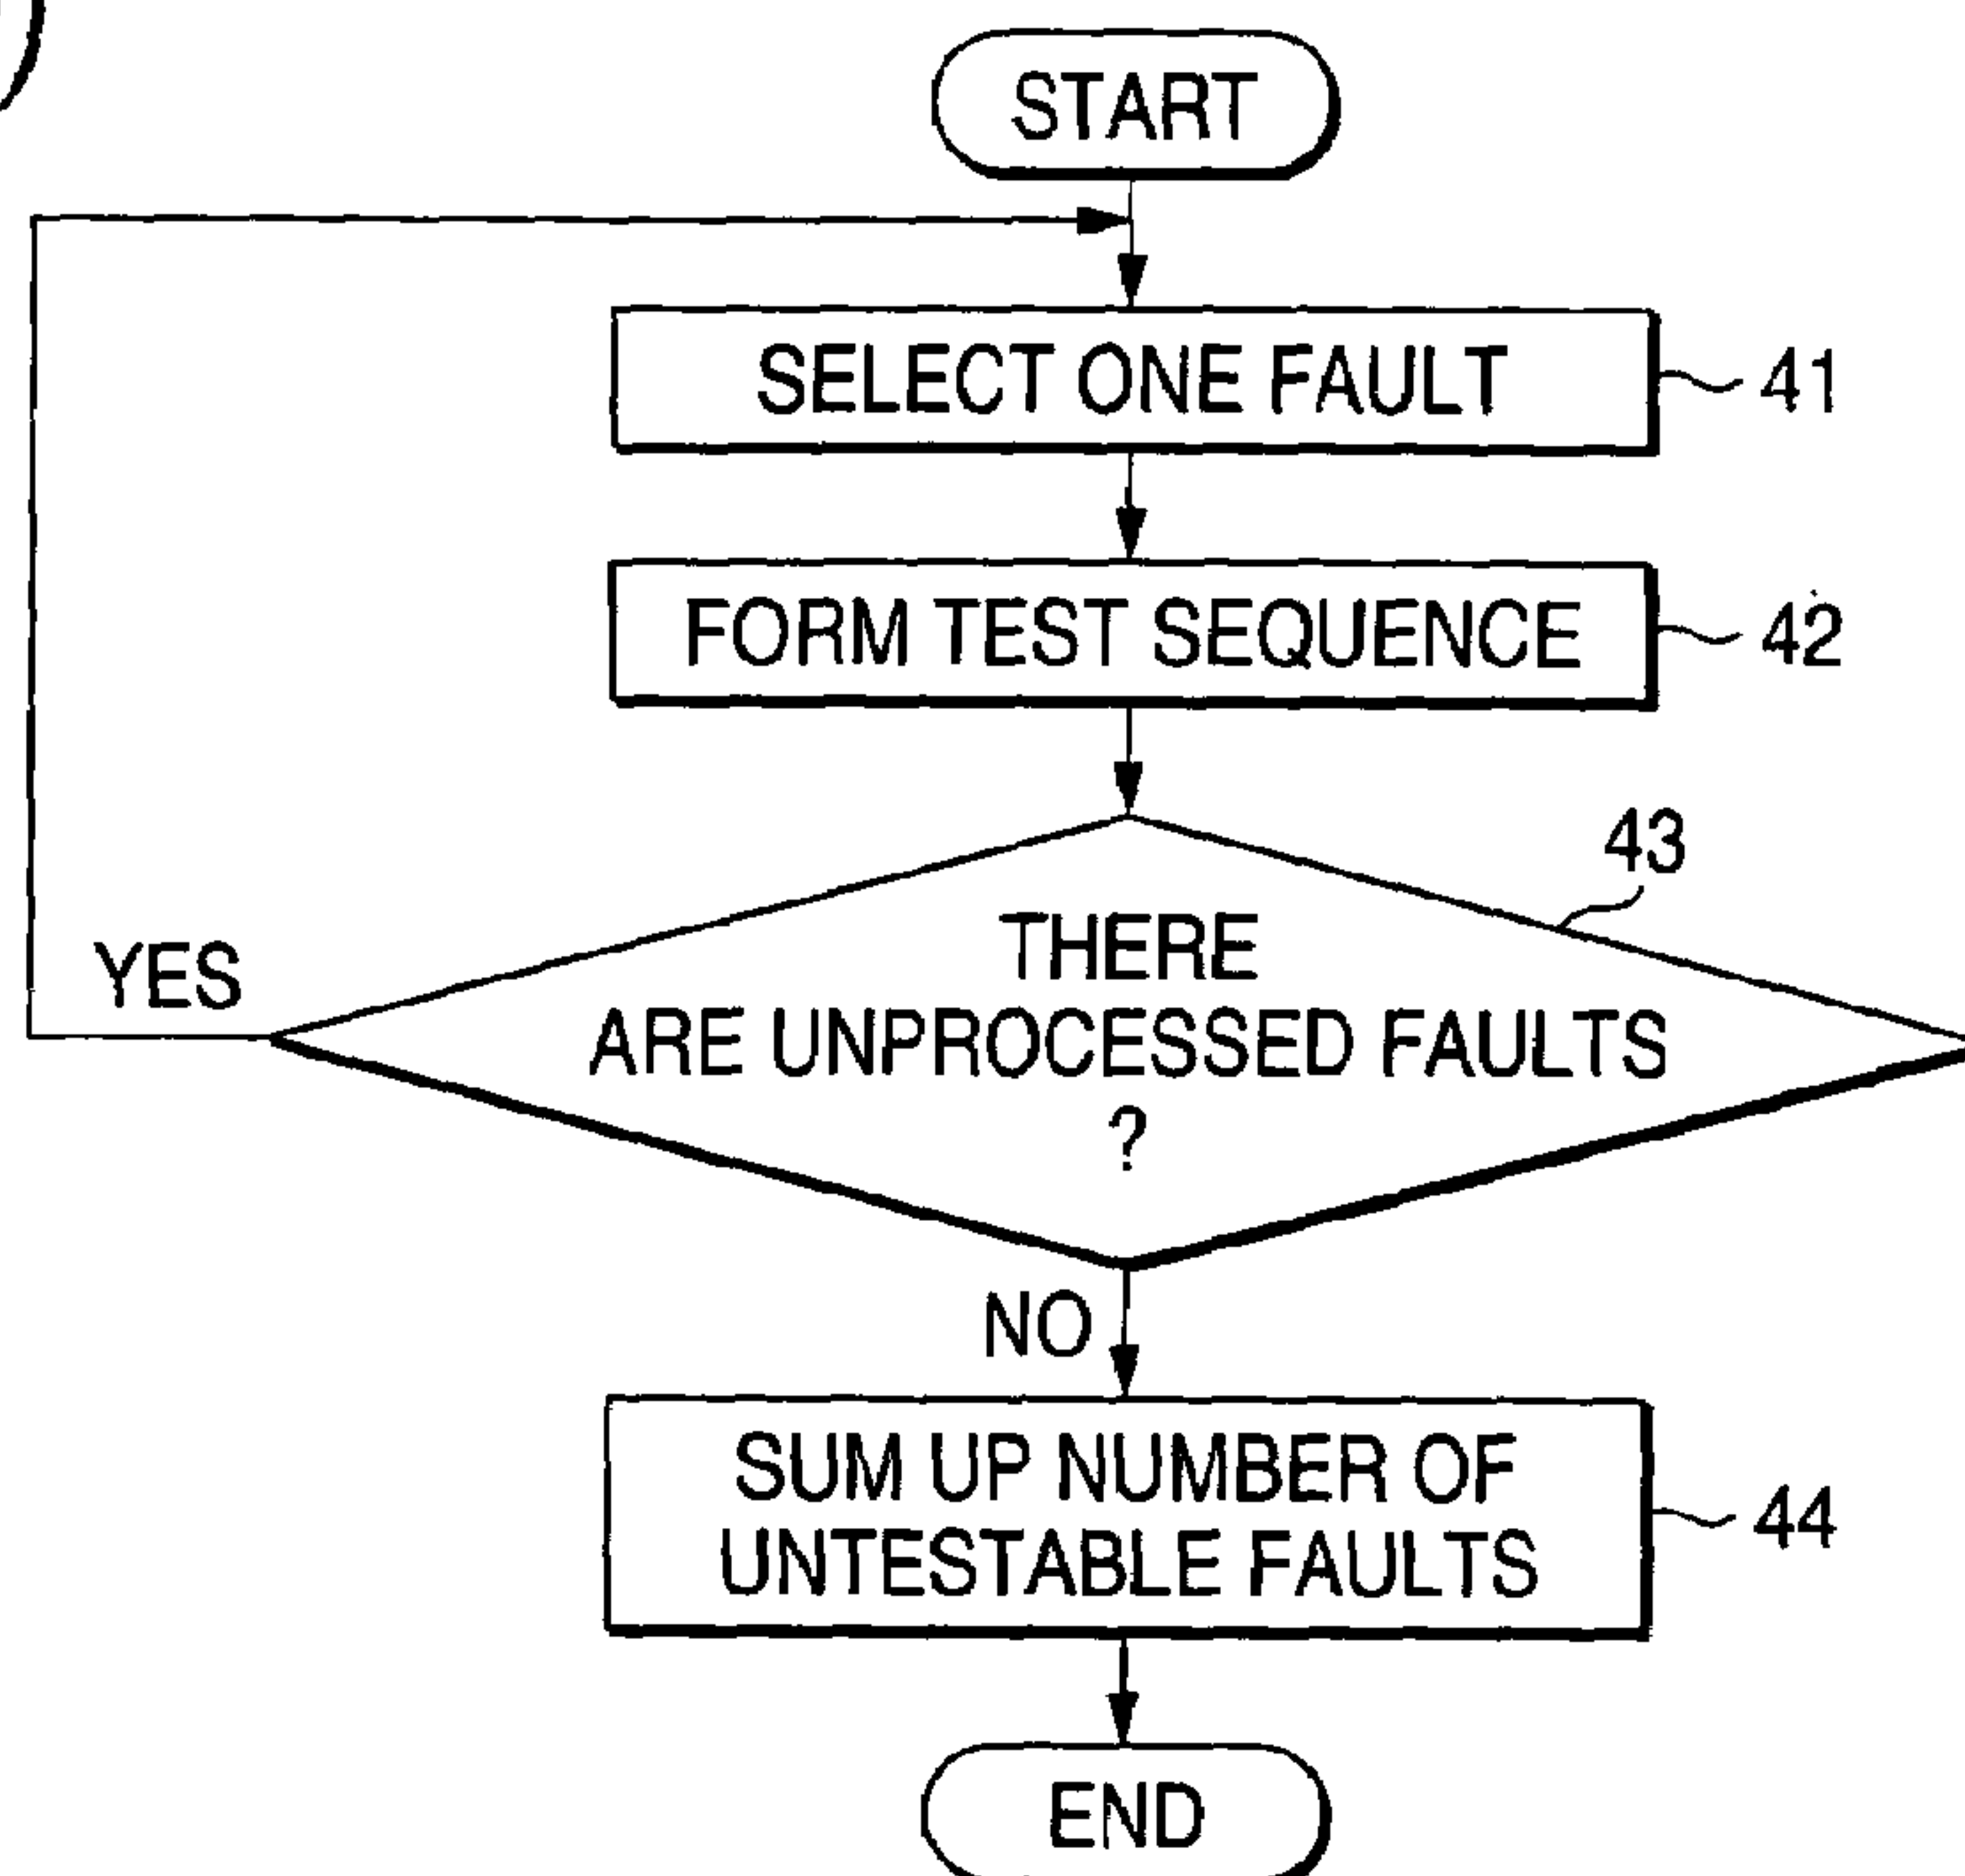 START
SELECT ONE FAULT
41
FORM TEST SEQUENCE
42
43
THERE
ARE UNPROCESSED FAULTS
?
YES
NO
SUM UP NUMBER OF
UNTESTABLE FAULTS
44
END